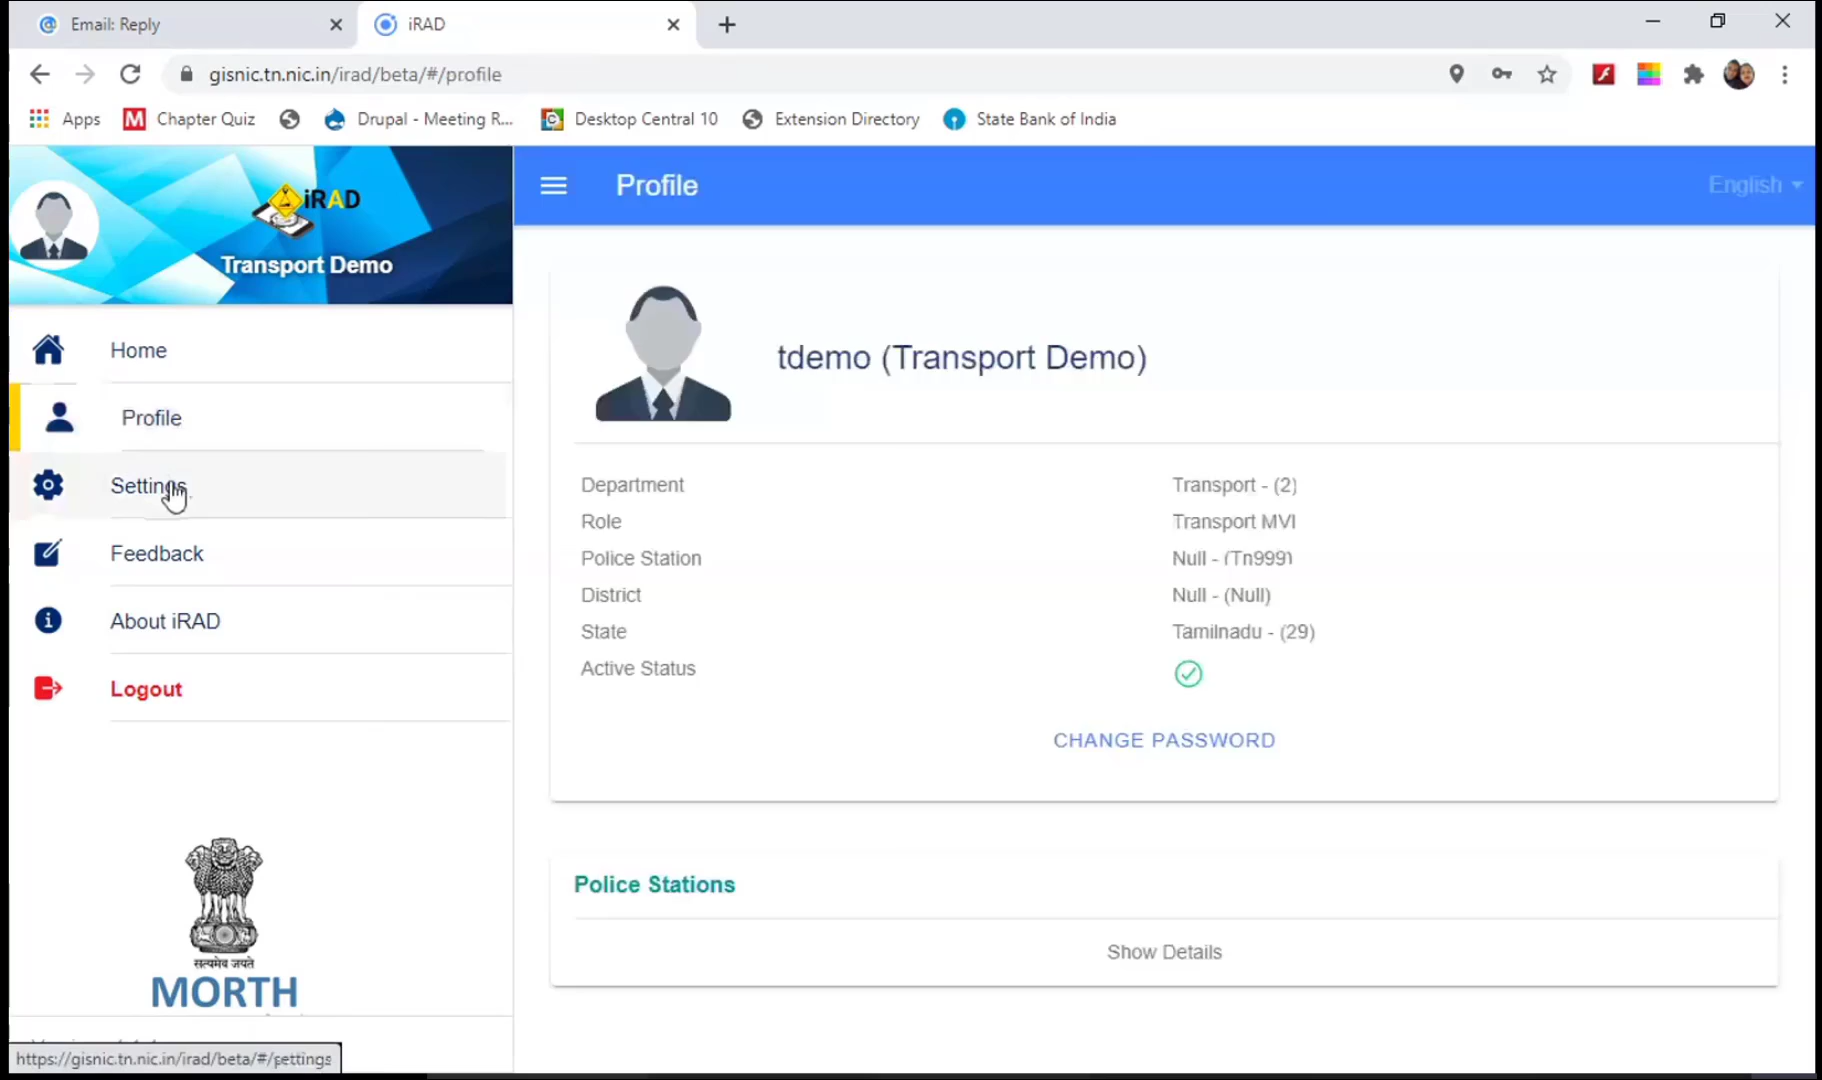 Email: Reply
iRAD
gisnic.tn.nic.in/irad/beta/#/profile
Apps
Chapter Quiz
Drupal - Meeting R...
Desktop Central 10
Extension Directory
State Bank of India
iRAD
Transport Demo
Profile
English
Home
Profile
Settings
Feedback
About iRAD
Logout
tdemo (Transport Demo)
Department Transport - (2)
Role Transport MVI
Police Station Null - (Tn999)
District Null - (Null)
State Tamilnadu - (29)
Active Status
CHANGE PASSWORD
Police Stations
Show Details
सत्यमेव जयते
MORTH
https://gisnic.tn.nic.in/irad/beta/#/settings